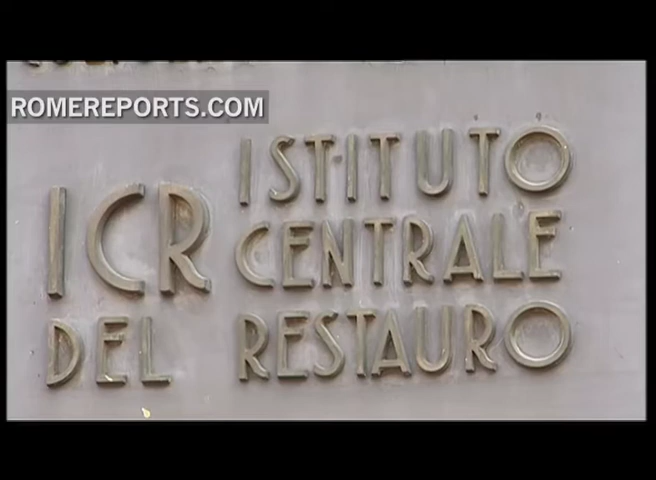 ROMEREPORTS.COM
ISTITUTO
ICR CENTRALE
DEL RESTAURO